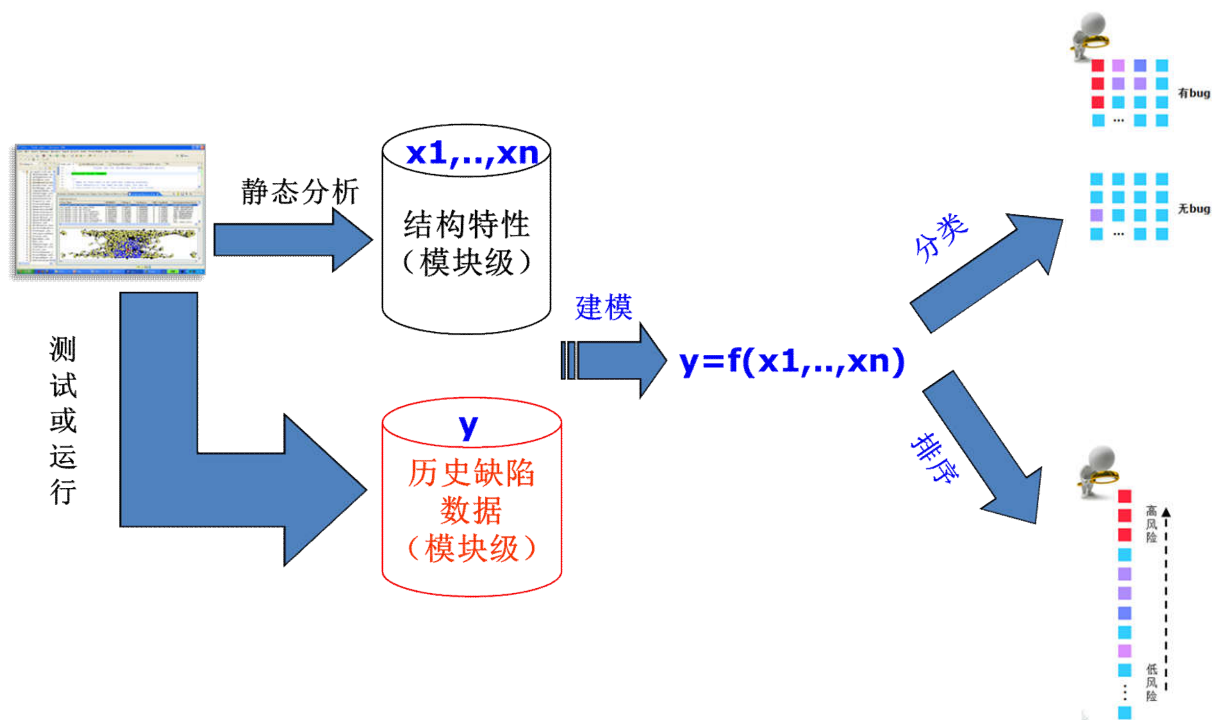 静态分析
x1,..,xn
结构特性
（模块级）
测
试
或
运
行
y
历史缺陷
数据
（模块级）
建模
y=f(x1,..,xn)
分类
排序
有bug
...
无bug
...
高
风
险
低
风
险
...